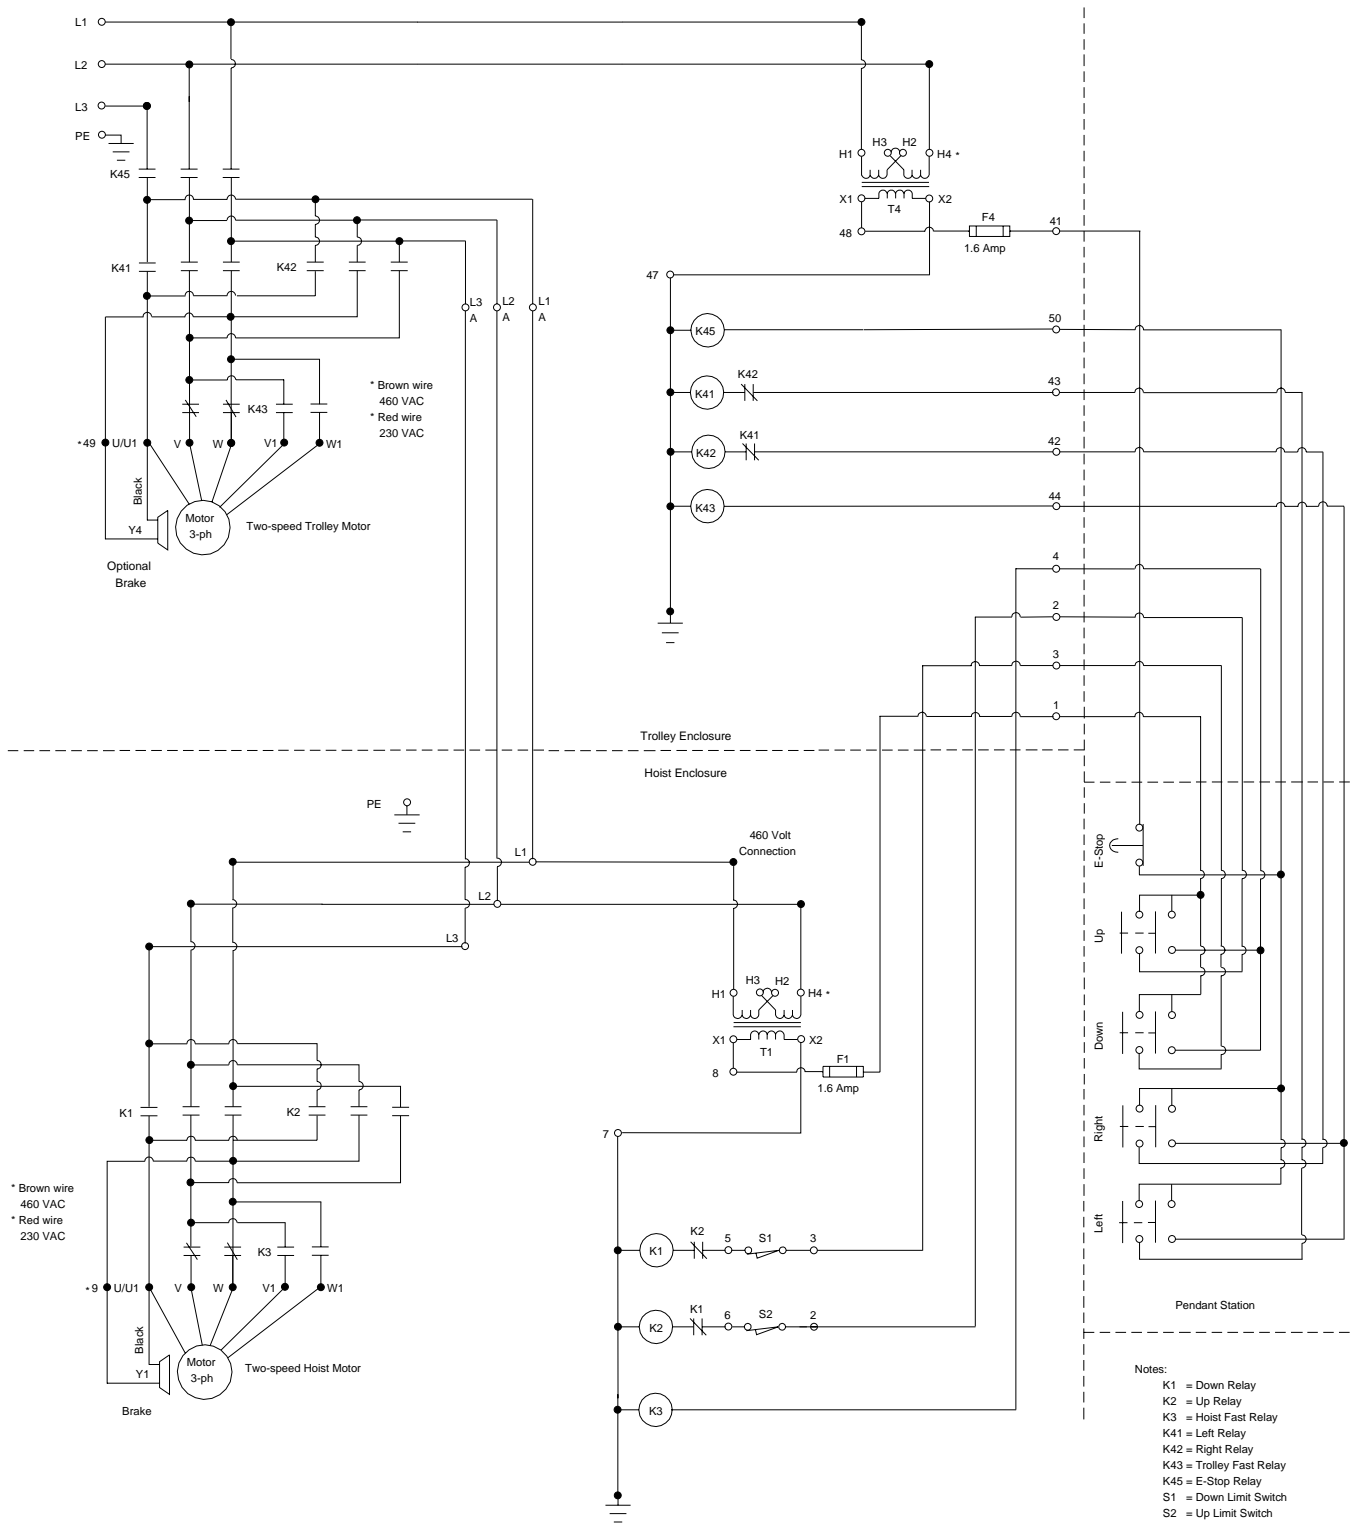 L1
L2
L3
PE
K45
H1
H3
H2
H4 *
X1
T4
X2
48
F4
1.6 Amp
41
K41
K42
47
L3
A
L2
A
L1
A
K45
50
K41
K42
43
K42
K41
42
K43
44
* Brown wire
460 VAC
* Red wire
230 VAC
K43
*49
U/U1
V
W
V1
W1
Black
Y4
Motor
3-ph
Two-speed Trolley Motor
Optional
Brake
4
2
3
1
Trolley Enclosure
Hoist Enclosure
PE
L1
460 Volt
Connection
L2
L3
H1
H3
H2
H4 *
X1
T1
X2
8
F1
1.6 Amp
E-Stop
Up
Down
Right
Left
Pendant Station
K1
K2
7
* Brown wire
460 VAC
* Red wire
230 VAC
K3
*9
U/U1
V
W
V1
W1
Black
Y1
Motor
3-ph
Two-speed Hoist Motor
Brake
K1
K2
5
S1
3
K2
K1
6
S2
2
K3
Notes:
K1 = Down Relay
K2 = Up Relay
K3 = Hoist Fast Relay
K41 = Left Relay
K42 = Right Relay
K43 = Trolley Fast Relay
K45 = E-Stop Relay
S1 = Down Limit Switch
S2 = Up Limit Switch